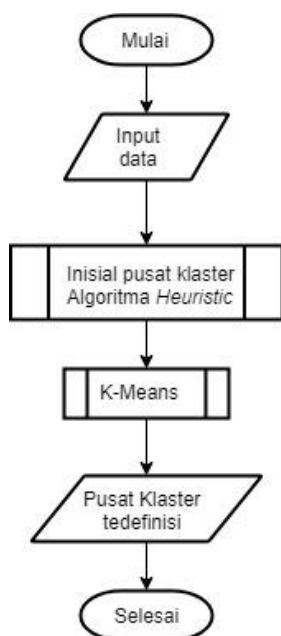 Mulai
Input
data
Inisial pusat klaster
Algoritma Heuristic
K-Means
Pusat Klaster
tedefinisi
Selesai